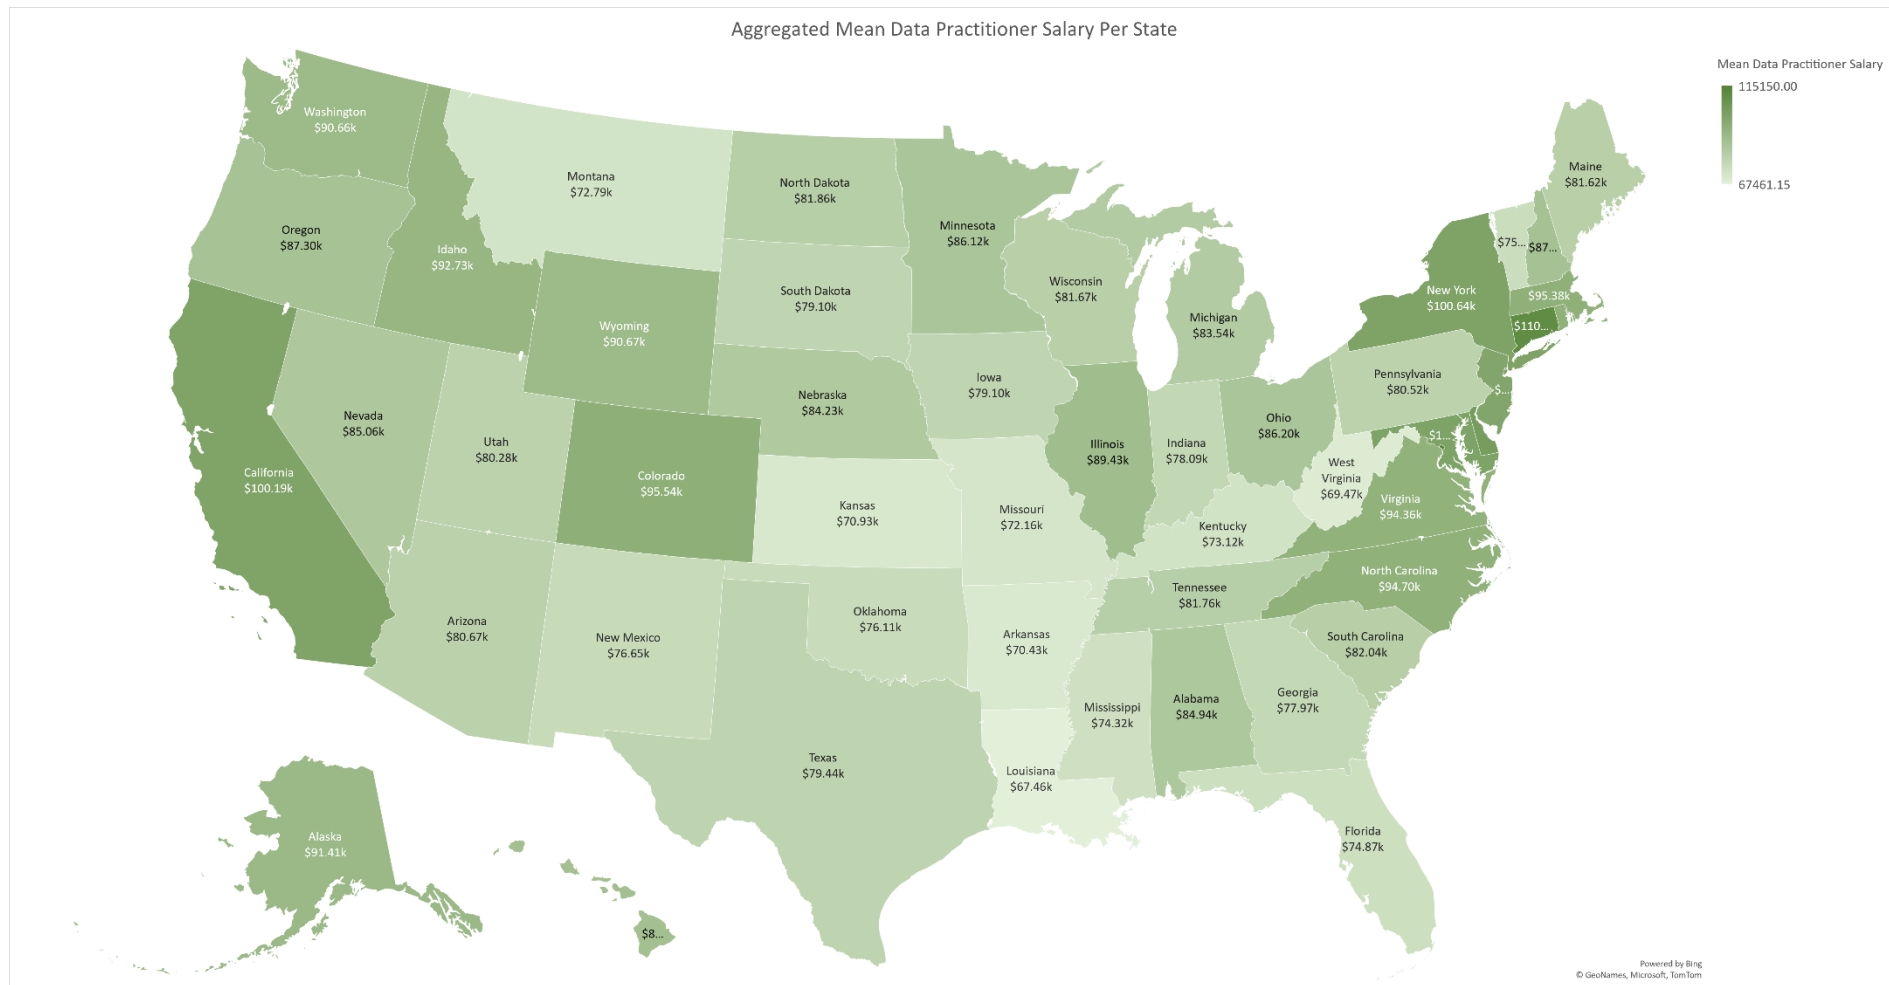 Aggregated Mean Data Practitioner Salary Per State
Mean Data Practitioner Salary
115150.00
67461.15
Washington
$90.66k
Oregon
$87.30k
Idaho
$92.73k
Montana
$72.79k
North Dakota
$81.86k
Minnesota
$86.12k
Wisconsin
$81.67k
Michigan
$83.54k
Maine
$81.62k
$75...
$87...
New York
$100.64k
$95.38k
$110...
South Dakota
$79.10k
Wyoming
$90.67k
Nebraska
$84.23k
Iowa
$79.10k
Pennsylvania
$80.52k
$...
$1...
Nevada
$85.06k
Utah
$80.28k
California
$100.19k
Colorado
$95.54k
Kansas
$70.93k
Missouri
$72.16k
Illinois
$89.43k
Indiana
$78.09k
Ohio
$86.20k
West
Virginia
$69.47k
Virginia
$94.36k
Kentucky
$73.12k
North Carolina
$94.70k
Tennessee
$81.76k
Arizona
$80.67k
New Mexico
$76.65k
Oklahoma
$76.11k
Arkansas
$70.43k
South Carolina
$82.04k
Mississippi
$74.32k
Alabama
$84.94k
Georgia
$77.97k
Texas
$79.44k
Louisiana
$67.46k
Florida
$74.87k
Alaska
$91.41k
$8...
Powered by Bing
© GeoNames, Microsoft, TomTom